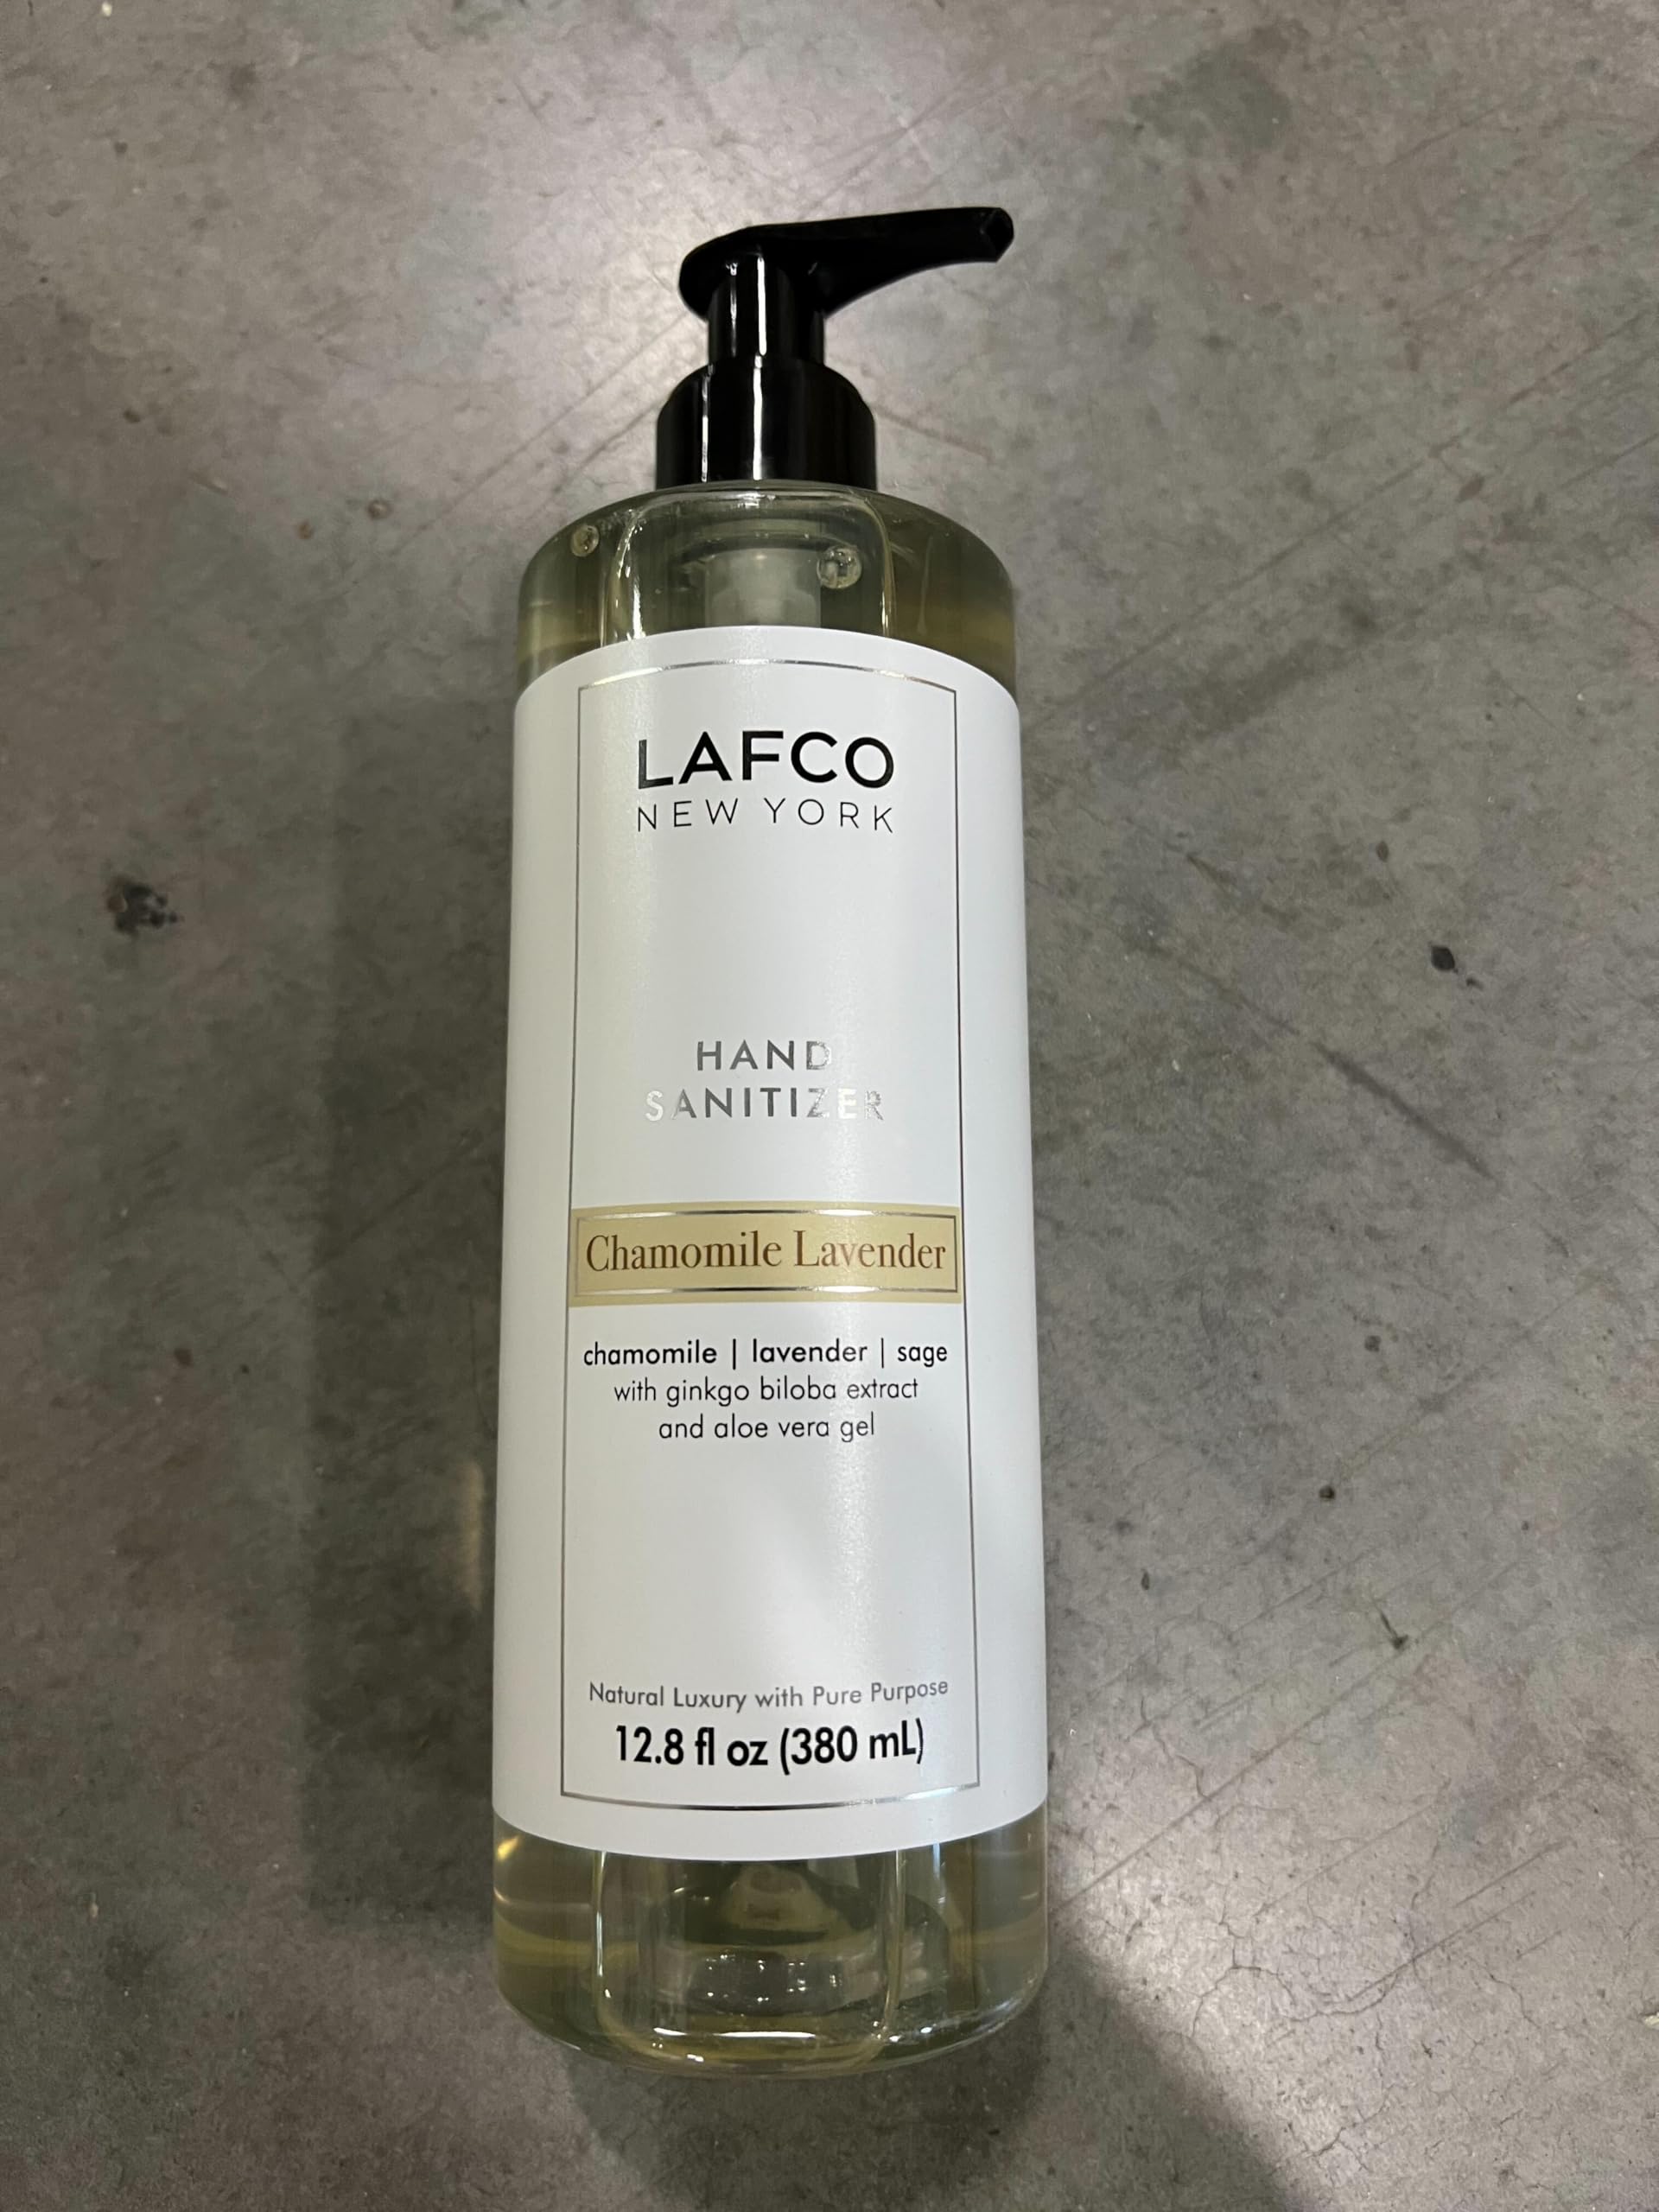 LAFCO
NEW YORK
HAND
SANITIZER
Chamomile Lavender
chamomile | lavender | sage
with ginkgo biloba extract
and aloe vera gel
Natural Luxury with Pure Purpose
12.8 fl oz (380 mL)